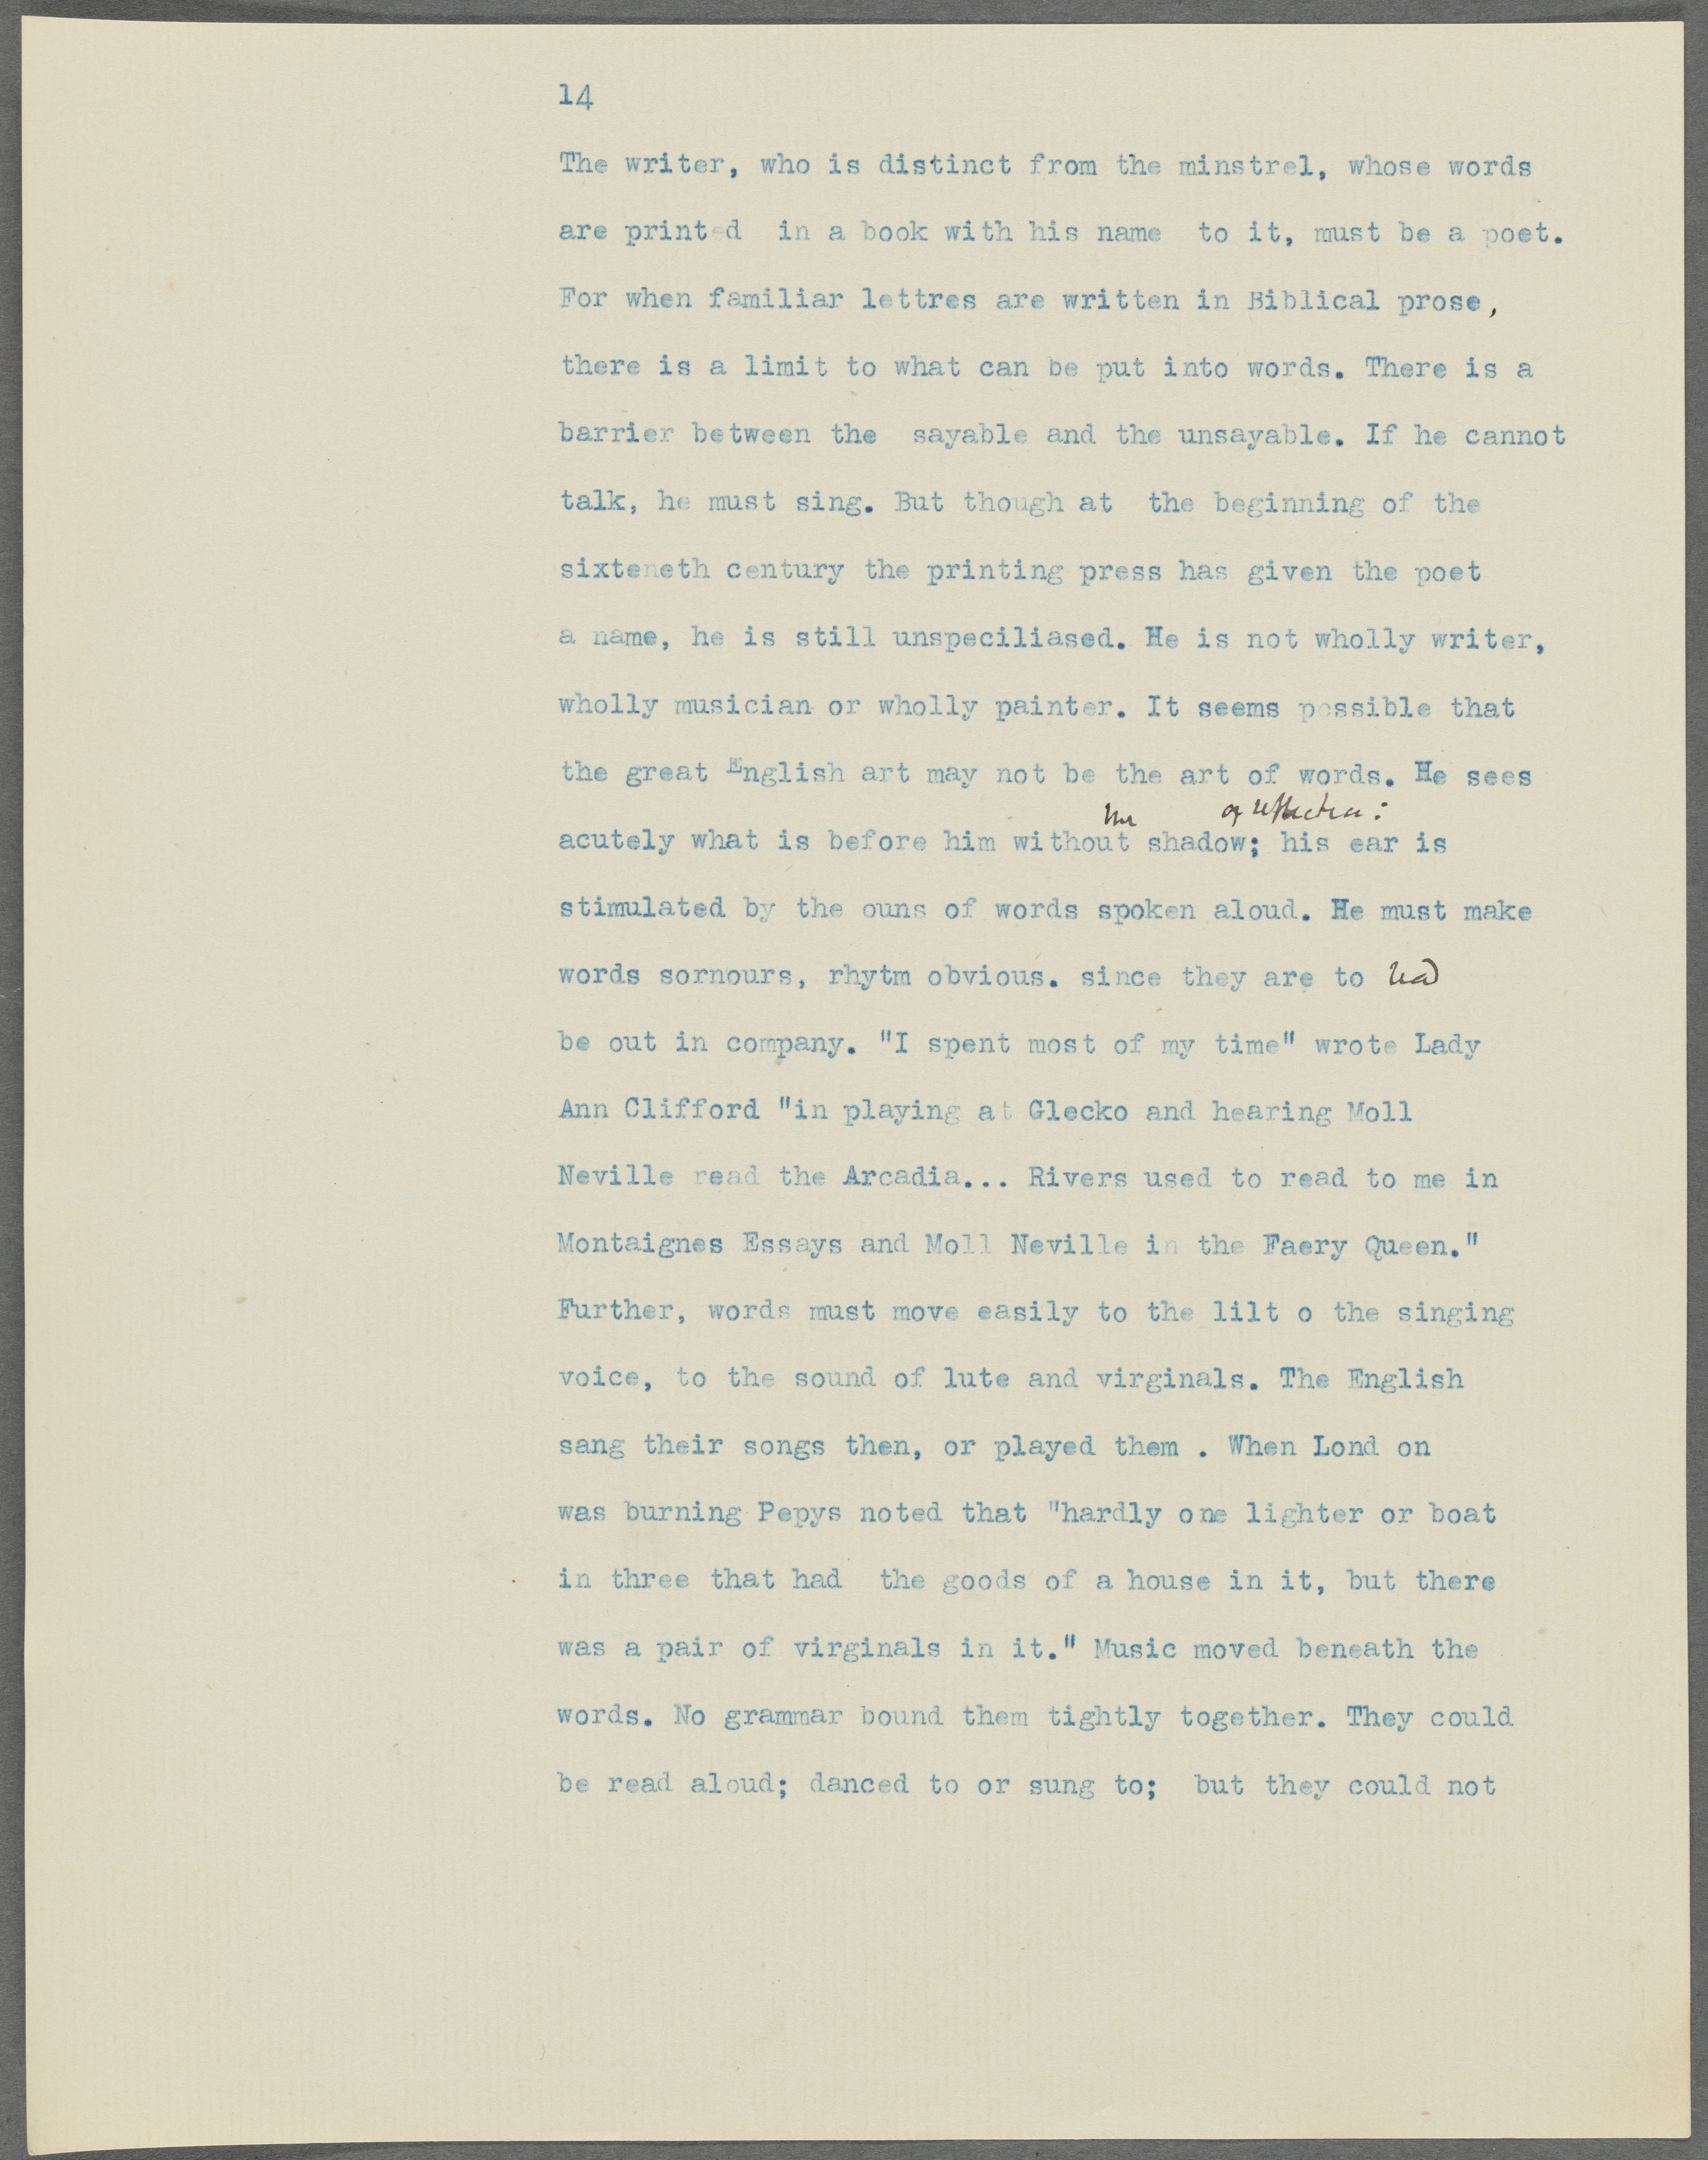 14
The writer, who is distinct from the minstrel, whose words
are printed in a book with his name to it, must be a poet.
For when familiar lettres are written in Biblical prose,
there is a limit to what can be put into words. There is a
barrier between the sayable and the unsayable. If he cannot
talk, he must sing. But though at the beginning of the
sixteneth century the printing press has given the poet
a name, he is still unspeciliased. He is not wholly writer,
wholly musician or wholly painter. It seems possible that
the great English art may not be the art of words. He sees
the of reflection:
acutely what is before him without shadow; his ear is
stimulated by the ouns of words spoken aloud. He must make
words sornours, rhytm obvious. since they are to read
be out in company. "I spent most of my time" wrote Lady
Ann Clifford "in playing at Glecko and hearing Moll
Neville read the Arcadia... Rivers used to read to me in
Montaignes Essays and Moll Neville in the Faery Queen."
Further, words must move easily to the lilt o the singing
voice, to the sound of lute and virginals. The English
sang their songs then, or played them . When Lond on
was burning Pepys noted that "hardly one lighter or boat
in three that had the goods of a house in it, but there
was a pair of virginals in it." Music moved beneath the
words. No grammar bound them tightly together. They could
be read aloud; danced to or sung to; but they could not